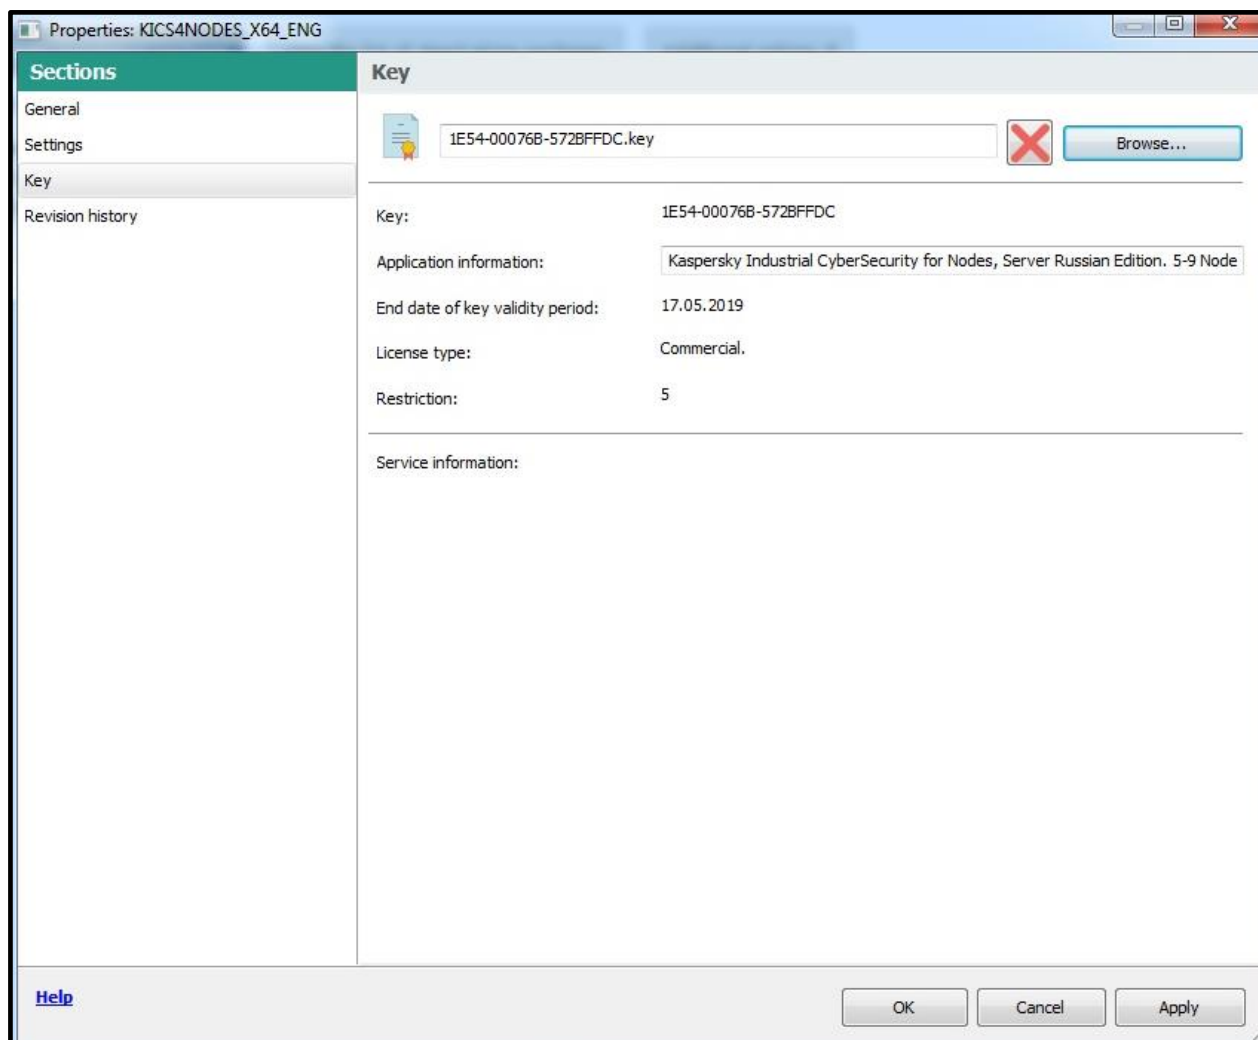 Properties: KICS4NODES_X64_ENG
Sections
General
Settings
Key
Revision history
Key
1E54-00076B-572BFFDC.key
Browse...
Key:
1E54-00076B-572BFFDC
Application information:
Kaspersky Industrial CyberSecurity for Nodes, Server Russian Edition. 5-9 Node
End date of key validity period:
17.05.2019
License type:
Commercial.
Restriction:
5
Service information:
Help
OK
Cancel
Apply